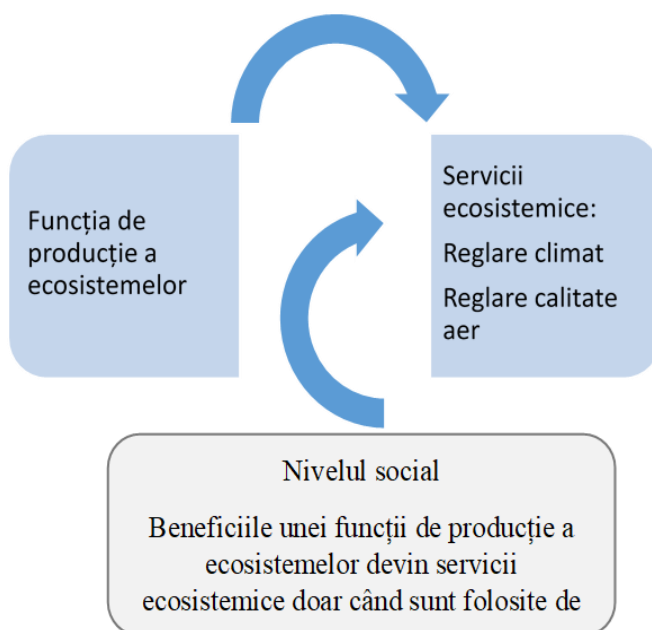 Funcția de
producție a
ecosistemelor
Servicii
ecosistemice:
Reglare climat
Reglare calitate
aer
Nivelul social
Beneficiile unei funcții de producție a
ecosistemelor devin servicii
ecosistemice doar când sunt folosite de